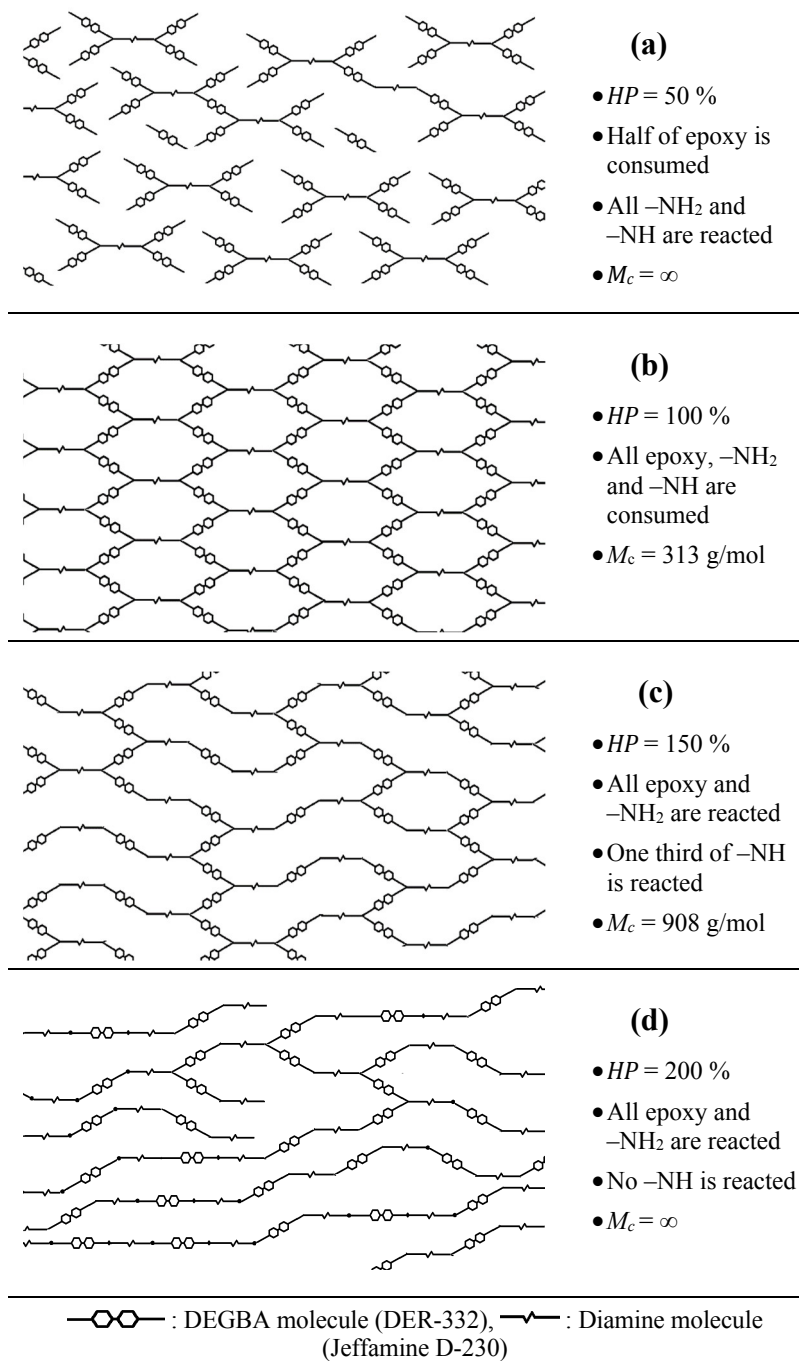 (a)
• HP = 50 %
• Half of epoxy is
consumed
• All –NH₂ and
–NH are reacted
• Mc = ∞
(b)
• HP = 100 %
• All epoxy, –NH₂
and –NH are
consumed
• Mc = 313 g/mol
(c)
• HP = 150 %
• All epoxy and
–NH₂ are reacted
• One third of –NH
is reacted
• Mc = 908 g/mol
(d)
• HP = 200 %
• All epoxy and
–NH₂ are reacted
• No –NH is reacted
• Mc = ∞
: DEGBA molecule (DER-332), : Diamine molecule
(Jeffamine D-230)